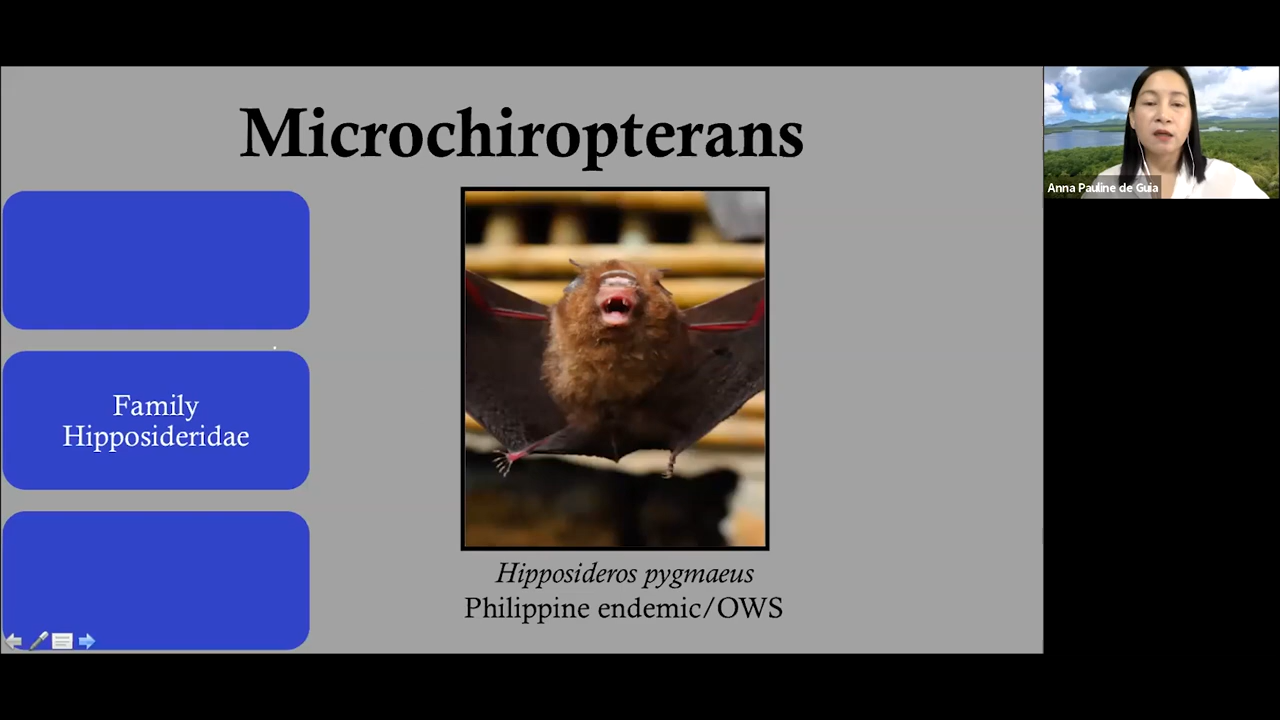 Microchiropterans
Family
Hipposideridae
Hipposideros pygmaeus
Philippine endemic/OWS
Anna Pauline de Guia